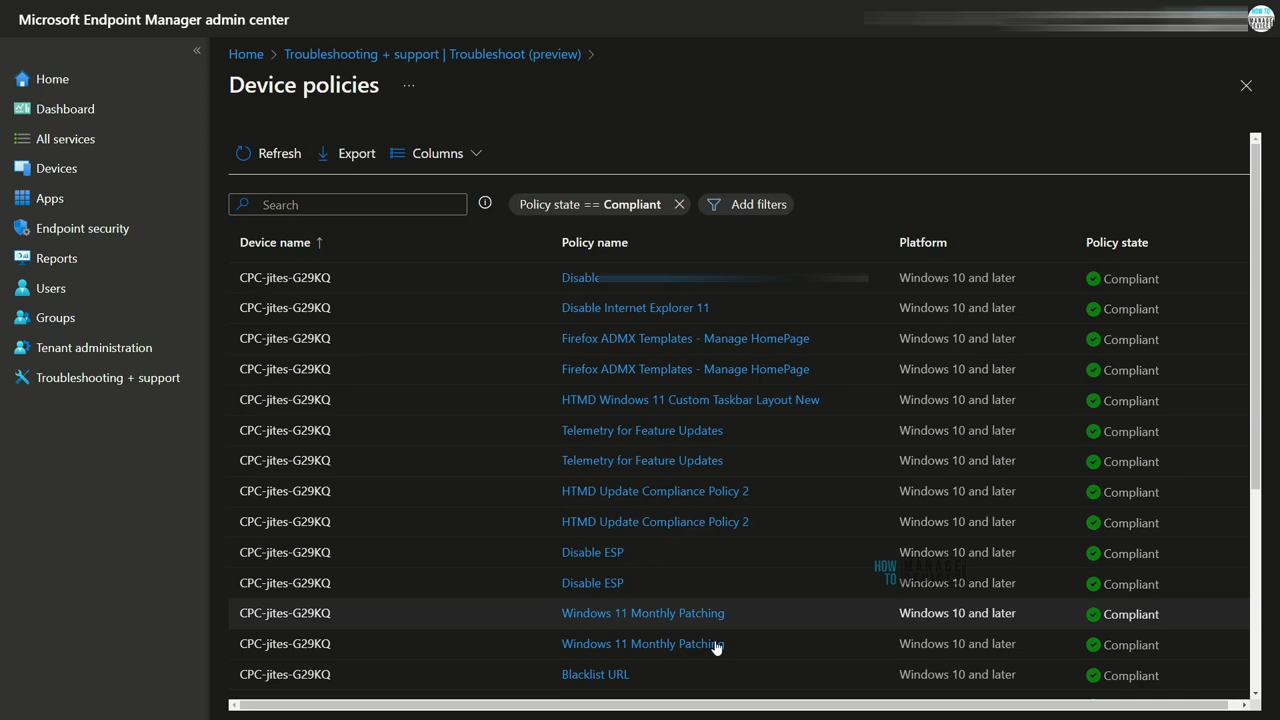 Microsoft Endpoint Manager admin center
HOW TO
MANAGE
DEVICES
«
Home
Dashboard
All services
Devices
Apps
Endpoint security
Reports
Users
Groups
Tenant administration
Troubleshooting + support
Home > Troubleshooting + support | Troubleshoot (preview) >
Device policies ...
Refresh Export Columns
Search Policy state == Compliant Add filters
Device name ↑ Policy name Platform Policy state
CPC-jites-G29KQ Disable Windows 10 and later Compliant
CPC-jites-G29KQ Disable Internet Explorer 11 Windows 10 and later Compliant
CPC-jites-G29KQ Firefox ADMX Templates - Manage HomePage Windows 10 and later Compliant
CPC-jites-G29KQ Firefox ADMX Templates - Manage HomePage Windows 10 and later Compliant
CPC-jites-G29KQ HTMD Windows 11 Custom Taskbar Layout New Windows 10 and later Compliant
CPC-jites-G29KQ Telemetry for Feature Updates Windows 10 and later Compliant
CPC-jites-G29KQ Telemetry for Feature Updates Windows 10 and later Compliant
CPC-jites-G29KQ HTMD Update Compliance Policy 2 Windows 10 and later Compliant
CPC-jites-G29KQ HTMD Update Compliance Policy 2 Windows 10 and later Compliant
CPC-jites-G29KQ Disable ESP Windows 10 and later Compliant
HOW TO MANAGE
CPC-jites-G29KQ Disable ESP Windows 10 and later Compliant
CPC-jites-G29KQ Windows 11 Monthly Patching Windows 10 and later Compliant
CPC-jites-G29KQ Windows 11 Monthly Patching Windows 10 and later Compliant
CPC-jites-G29KQ Blacklist URL Windows 10 and later Compliant